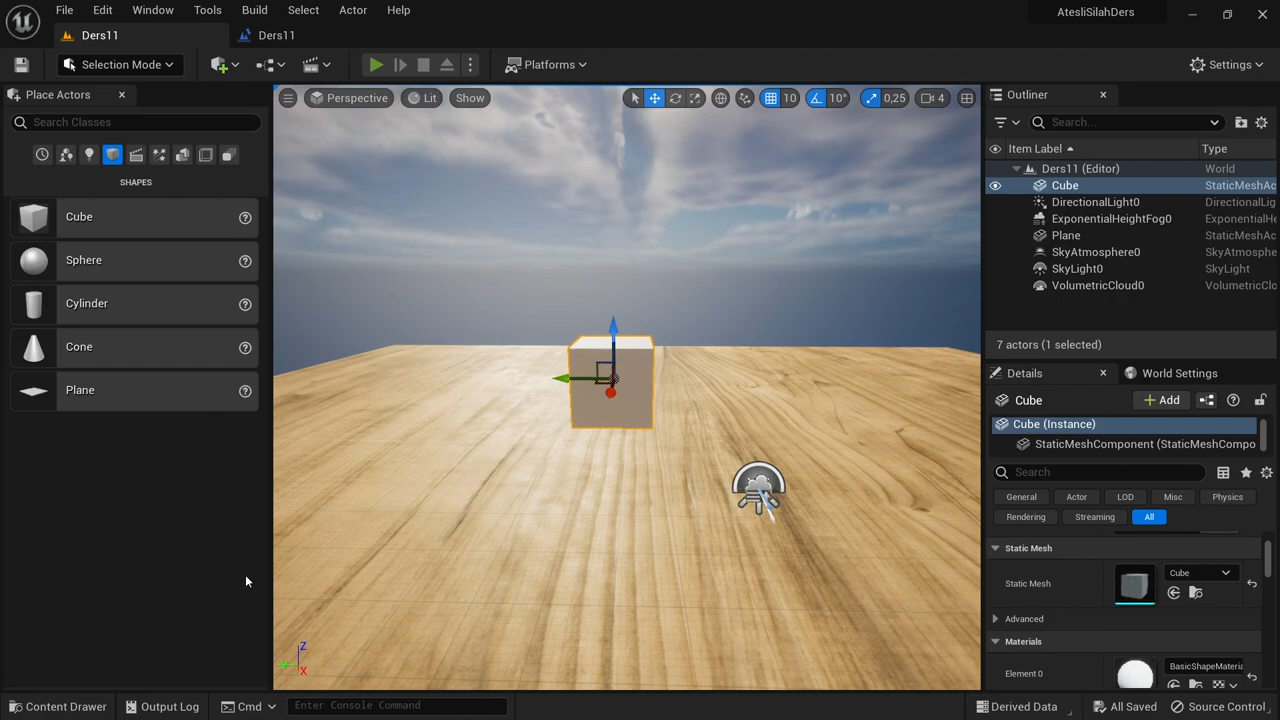 File Edit Window Tools Build Select Actor Help
AtesliSilahDers
Ders11
Ders11
Selection Mode
Platforms
Settings
Place Actors
Search Classes
SHAPES
Cube
Sphere
Cylinder
Cone
Plane
Perspective
Lit
Show
10
10°
0,25
4
Outliner
Search...
Item Label
Type
Ders11 (Editor) World
Cube StaticMeshAc
DirectionalLight0 DirectionalLig
ExponentialHeightFog0 ExponentialHe
Plane StaticMeshAc
SkyAtmosphere0 SkyAtmosphe
SkyLight0 SkyLight
VolumetricCloud0 VolumetricClo
7 actors (1 selected)
Details
World Settings
Cube
Add
Cube (Instance)
StaticMeshComponent (StaticMeshCompo
Search
General Actor LOD Misc Physics
Rendering Streaming All
Static Mesh
Static Mesh
Cube
Advanced
Materials
Element 0
BasicShapeMateria
Z
Y
X
Content Drawer
Output Log
Cmd
Enter Console Command
Derived Data
All Saved
Source Control